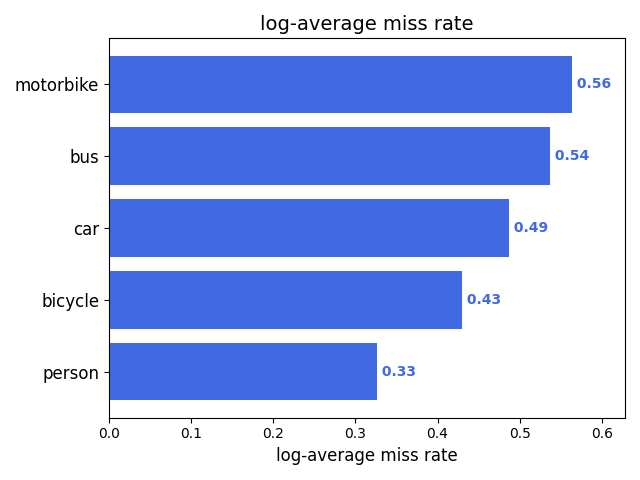 log-average miss rate
motorbike 0.56
bus 0.54
car 0.49
bicycle 0.43
person 0.33
0.0 0.1 0.2 0.3 0.4 0.5 0.6
log-average miss rate